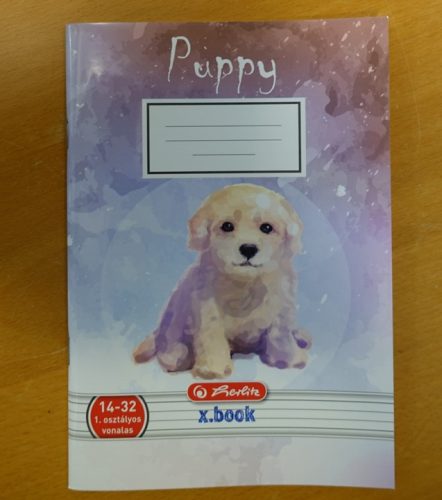 Puppy
Herlitz
x.book
14-32
1. osztályos
vonalas